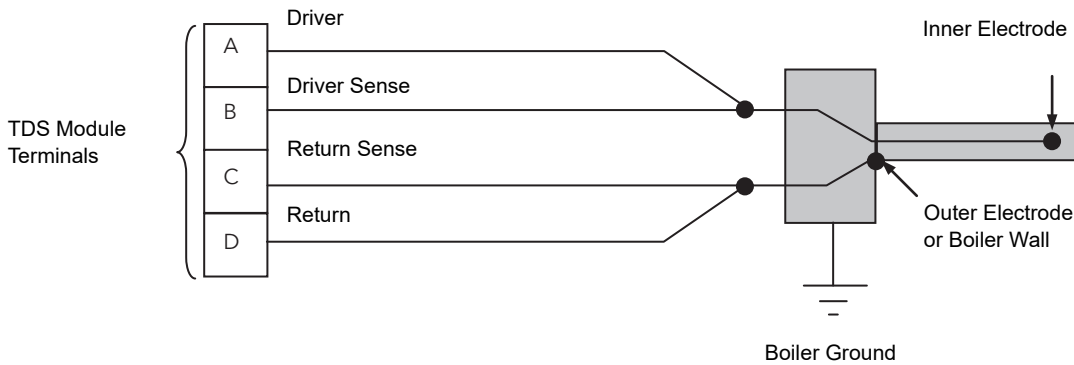 Driver
Inner Electrode
A
Driver Sense
B
TDS Module
Terminals
Return Sense
C
Return
D
Outer Electrode
or Boiler Wall
Boiler Ground